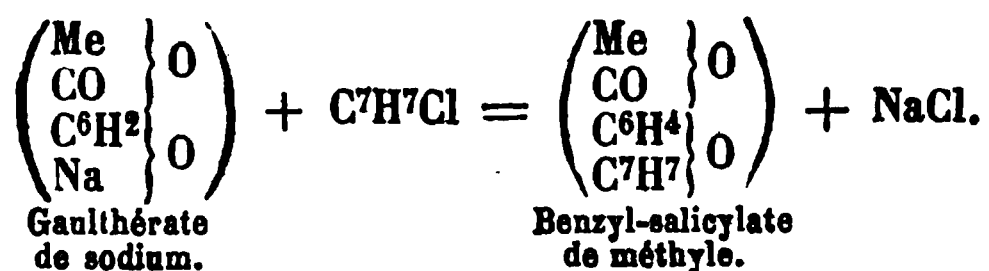 Me } O Me } O
CO CO
C⁶H² } O + C⁷H⁷Cl = C⁶H⁴ } O + NaCl.
Na C⁷H⁷
Gaulthérate Benzyl-salicylate
de sodium. de méthyle.